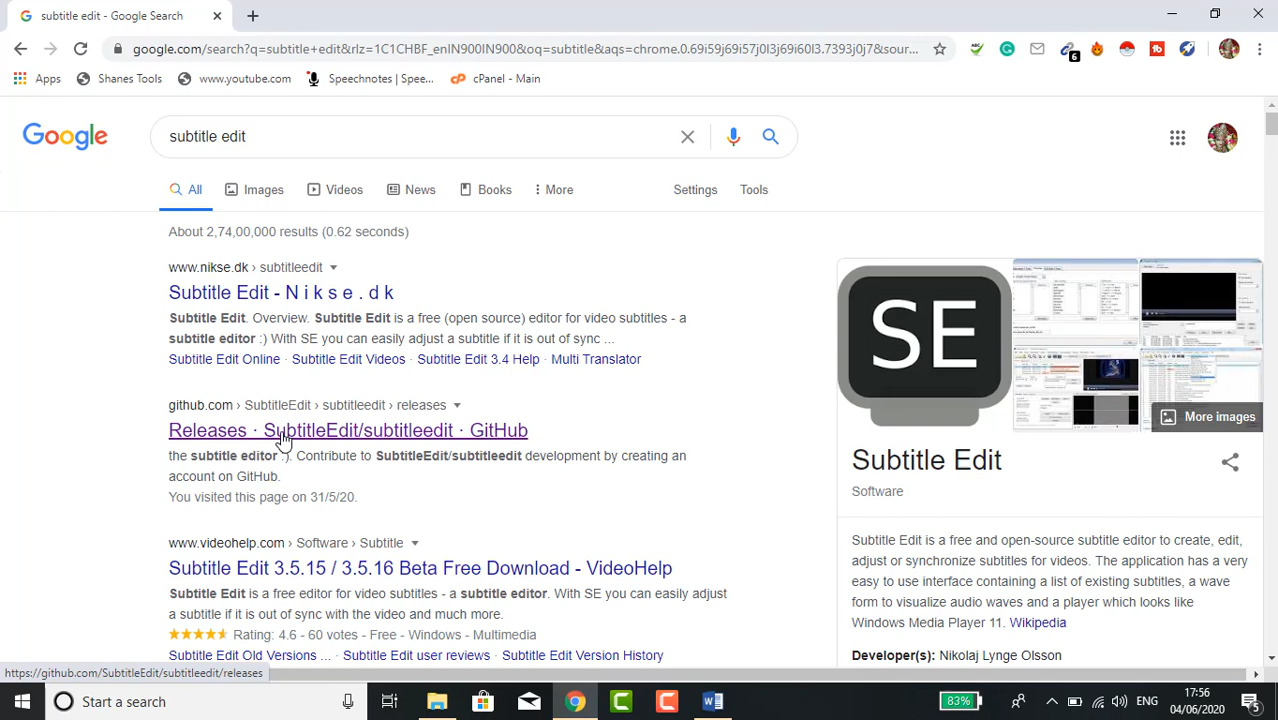 subtitle edit - Google Search
google.com/search?q=subtitle+edit&rlz=1C1CHBF_enIN900IN900&oq=subtitle&aqs=chrome.0.69i59j69i57j0l3j69i60l3.7393j0j7&sour...
ABC
6
Apps Shanes Tools www.youtube.com Speechnotes | Spee... cPanel - Main
Google
subtitle edit
All Images Videos News Books More Settings Tools
About 2,74,00,000 results (0.62 seconds)
www.nikse.dk › subtitleedit
Subtitle Edit - N i k s e . d k
Subtitle Edit. Overview. Subtitle Edit is a free (open source) editor for video subtitles - a
subtitle editor :) With SE you can easily adjust a subtitle if it is out of sync ...
Subtitle Edit Online · Subtitle Edit Videos · Subtitle Edit 3.4 Help · Multi Translator
github.com › SubtitleEdit › subtitleedit › releases
Releases · SubtitleEdit/subtitleedit · GitHub
the subtitle editor :). Contribute to SubtitleEdit/subtitleedit development by creating an
account on GitHub.
You visited this page on 31/5/20.
www.videohelp.com › Software › Subtitle
Subtitle Edit 3.5.15 / 3.5.16 Beta Free Download - VideoHelp
Subtitle Edit is a free editor for video subtitles - a subtitle editor. With SE you can easily adjust
a subtitle if it is out of sync with the video and much more.
Rating: 4.6 - 60 votes - Free - Windows - Multimedia
Subtitle Edit Old Versions ... · Subtitle Edit user reviews · Subtitle Edit Version History
SE
More images
Subtitle Edit
Software
Subtitle Edit is a free and open-source subtitle editor to create, edit,
adjust or synchronize subtitles for videos. The application has a very
easy to use interface containing a list of existing subtitles, a wave
form to visualize audio waves and a player which looks like
Windows Media Player 11. Wikipedia
Developer(s): Nikolaj Lynge Olsson
https://github.com/SubtitleEdit/subtitleedit/releases
Start a search
83%
ENG
17:56
04/06/2020
5